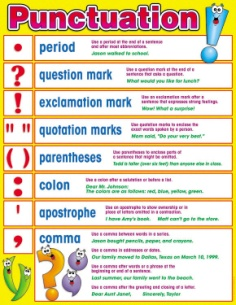 Punctuation
!
.
period
Use a period at the end of a sentence
and after most abbreviations.
Jason walked to school.
?
question mark
Use a question mark at the end of a
sentence that asks a question.
What would you like for lunch?
!
exclamation mark
Use an exclamation mark after a
sentence that expresses strong feelings.
Wow! What a surprise!
" "
quotation marks
Use quotation marks to enclose the
exact words spoken by a person.
Mom said, "Do your very best."
( )
parentheses
Use parentheses to enclose parts of
a sentence that might be omitted.
Todd is taller (over six feet) than anyone else in class.
:
colon
Use a colon after a salutation or before a list.
Dear Mr. Johnson:
The colors are as follows: red, blue, yellow, green.
'
apostrophe
Use an apostrophe to show ownership or in
place of letters omitted in a contraction.
I have Amy's book. Matt can't go to the store.
,
comma
Use a comma between words in a series.
Jason bought pencils, paper, and crayons.
Use a comma in addresses or dates.
Our family moved to Dallas, Texas on March 10, 1999.
Use a comma after words or a phrase at the
beginning or end of a sentence.
Last year, our family moved.
Use a comma after the greeting and closing of a letter.
Dear Aunt Janet, Sincerely, Taylor
?